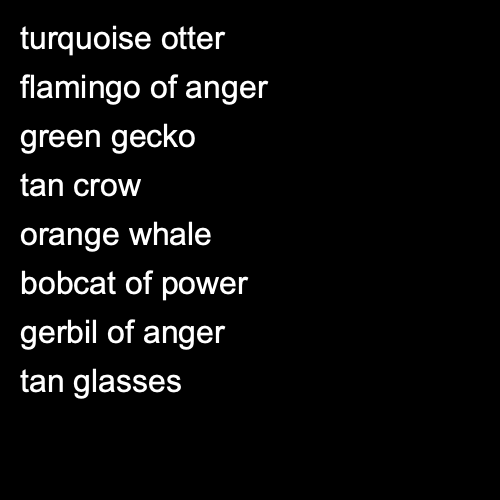 turquoise otter
flamingo of anger
green gecko
tan crow
orange whale
bobcat of power
gerbil of anger
tan glasses